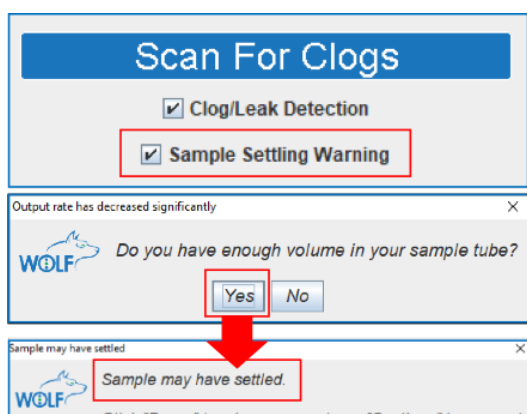 Scan For Clogs
Clog/Leak Detection
Sample Settling Warning
Output rate has decreased significantly
WOLF
Do you have enough volume in your sample tube?
Yes No
Sample may have settled
Sample may have settled.
WOLF